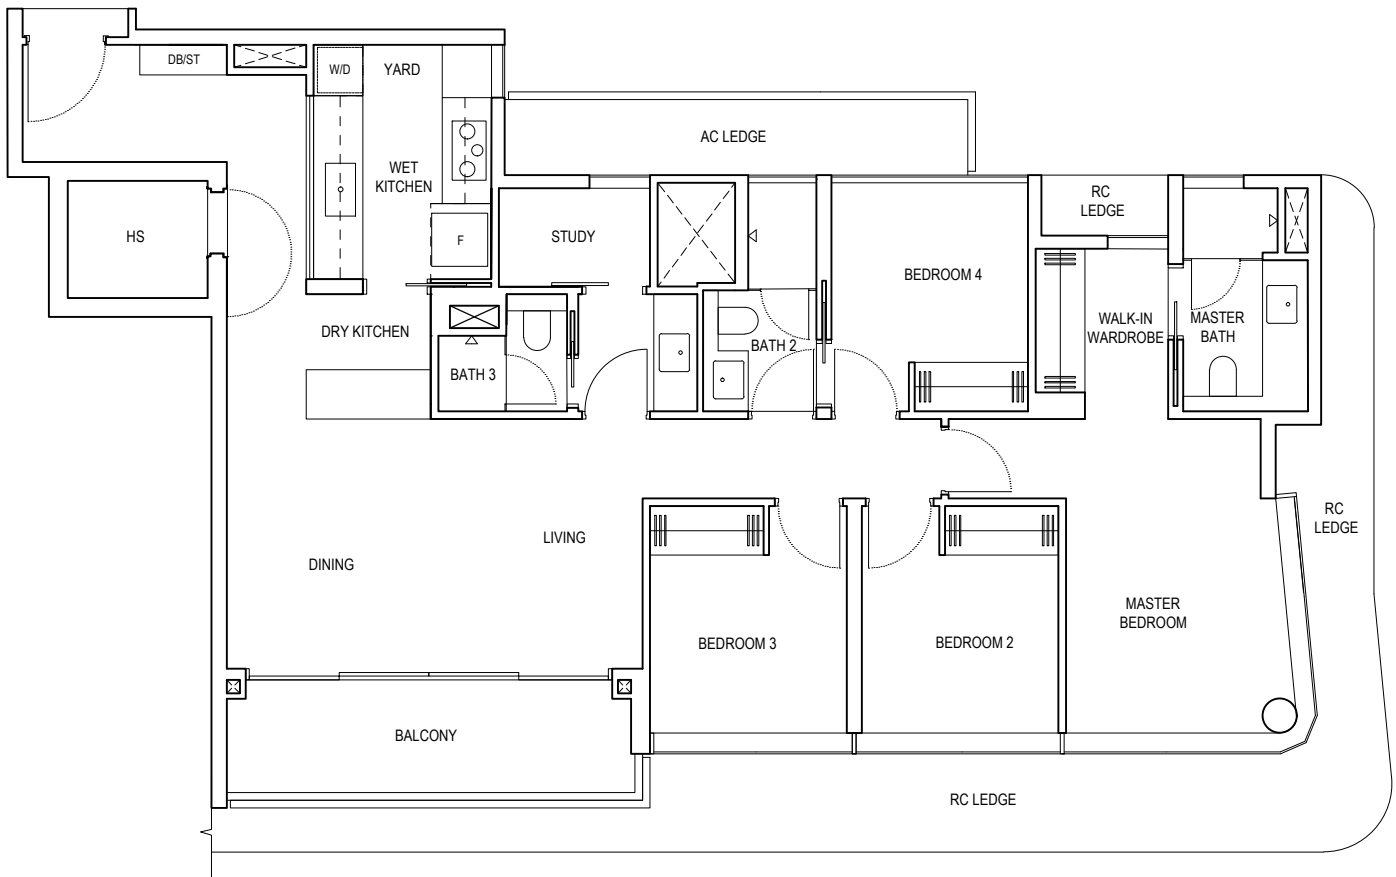 DB/ST
W/D
YARD
AC LEDGE
WET
KITCHEN
RC
LEDGE
HS
F
STUDY
BEDROOM 4
DRY KITCHEN
BATH 2
WALK-IN
WARDROBE
MASTER
BATH
BATH 3
RC
LEDGE
LIVING
DINING
MASTER
BEDROOM
BEDROOM 3
BEDROOM 2
BALCONY
RC LEDGE